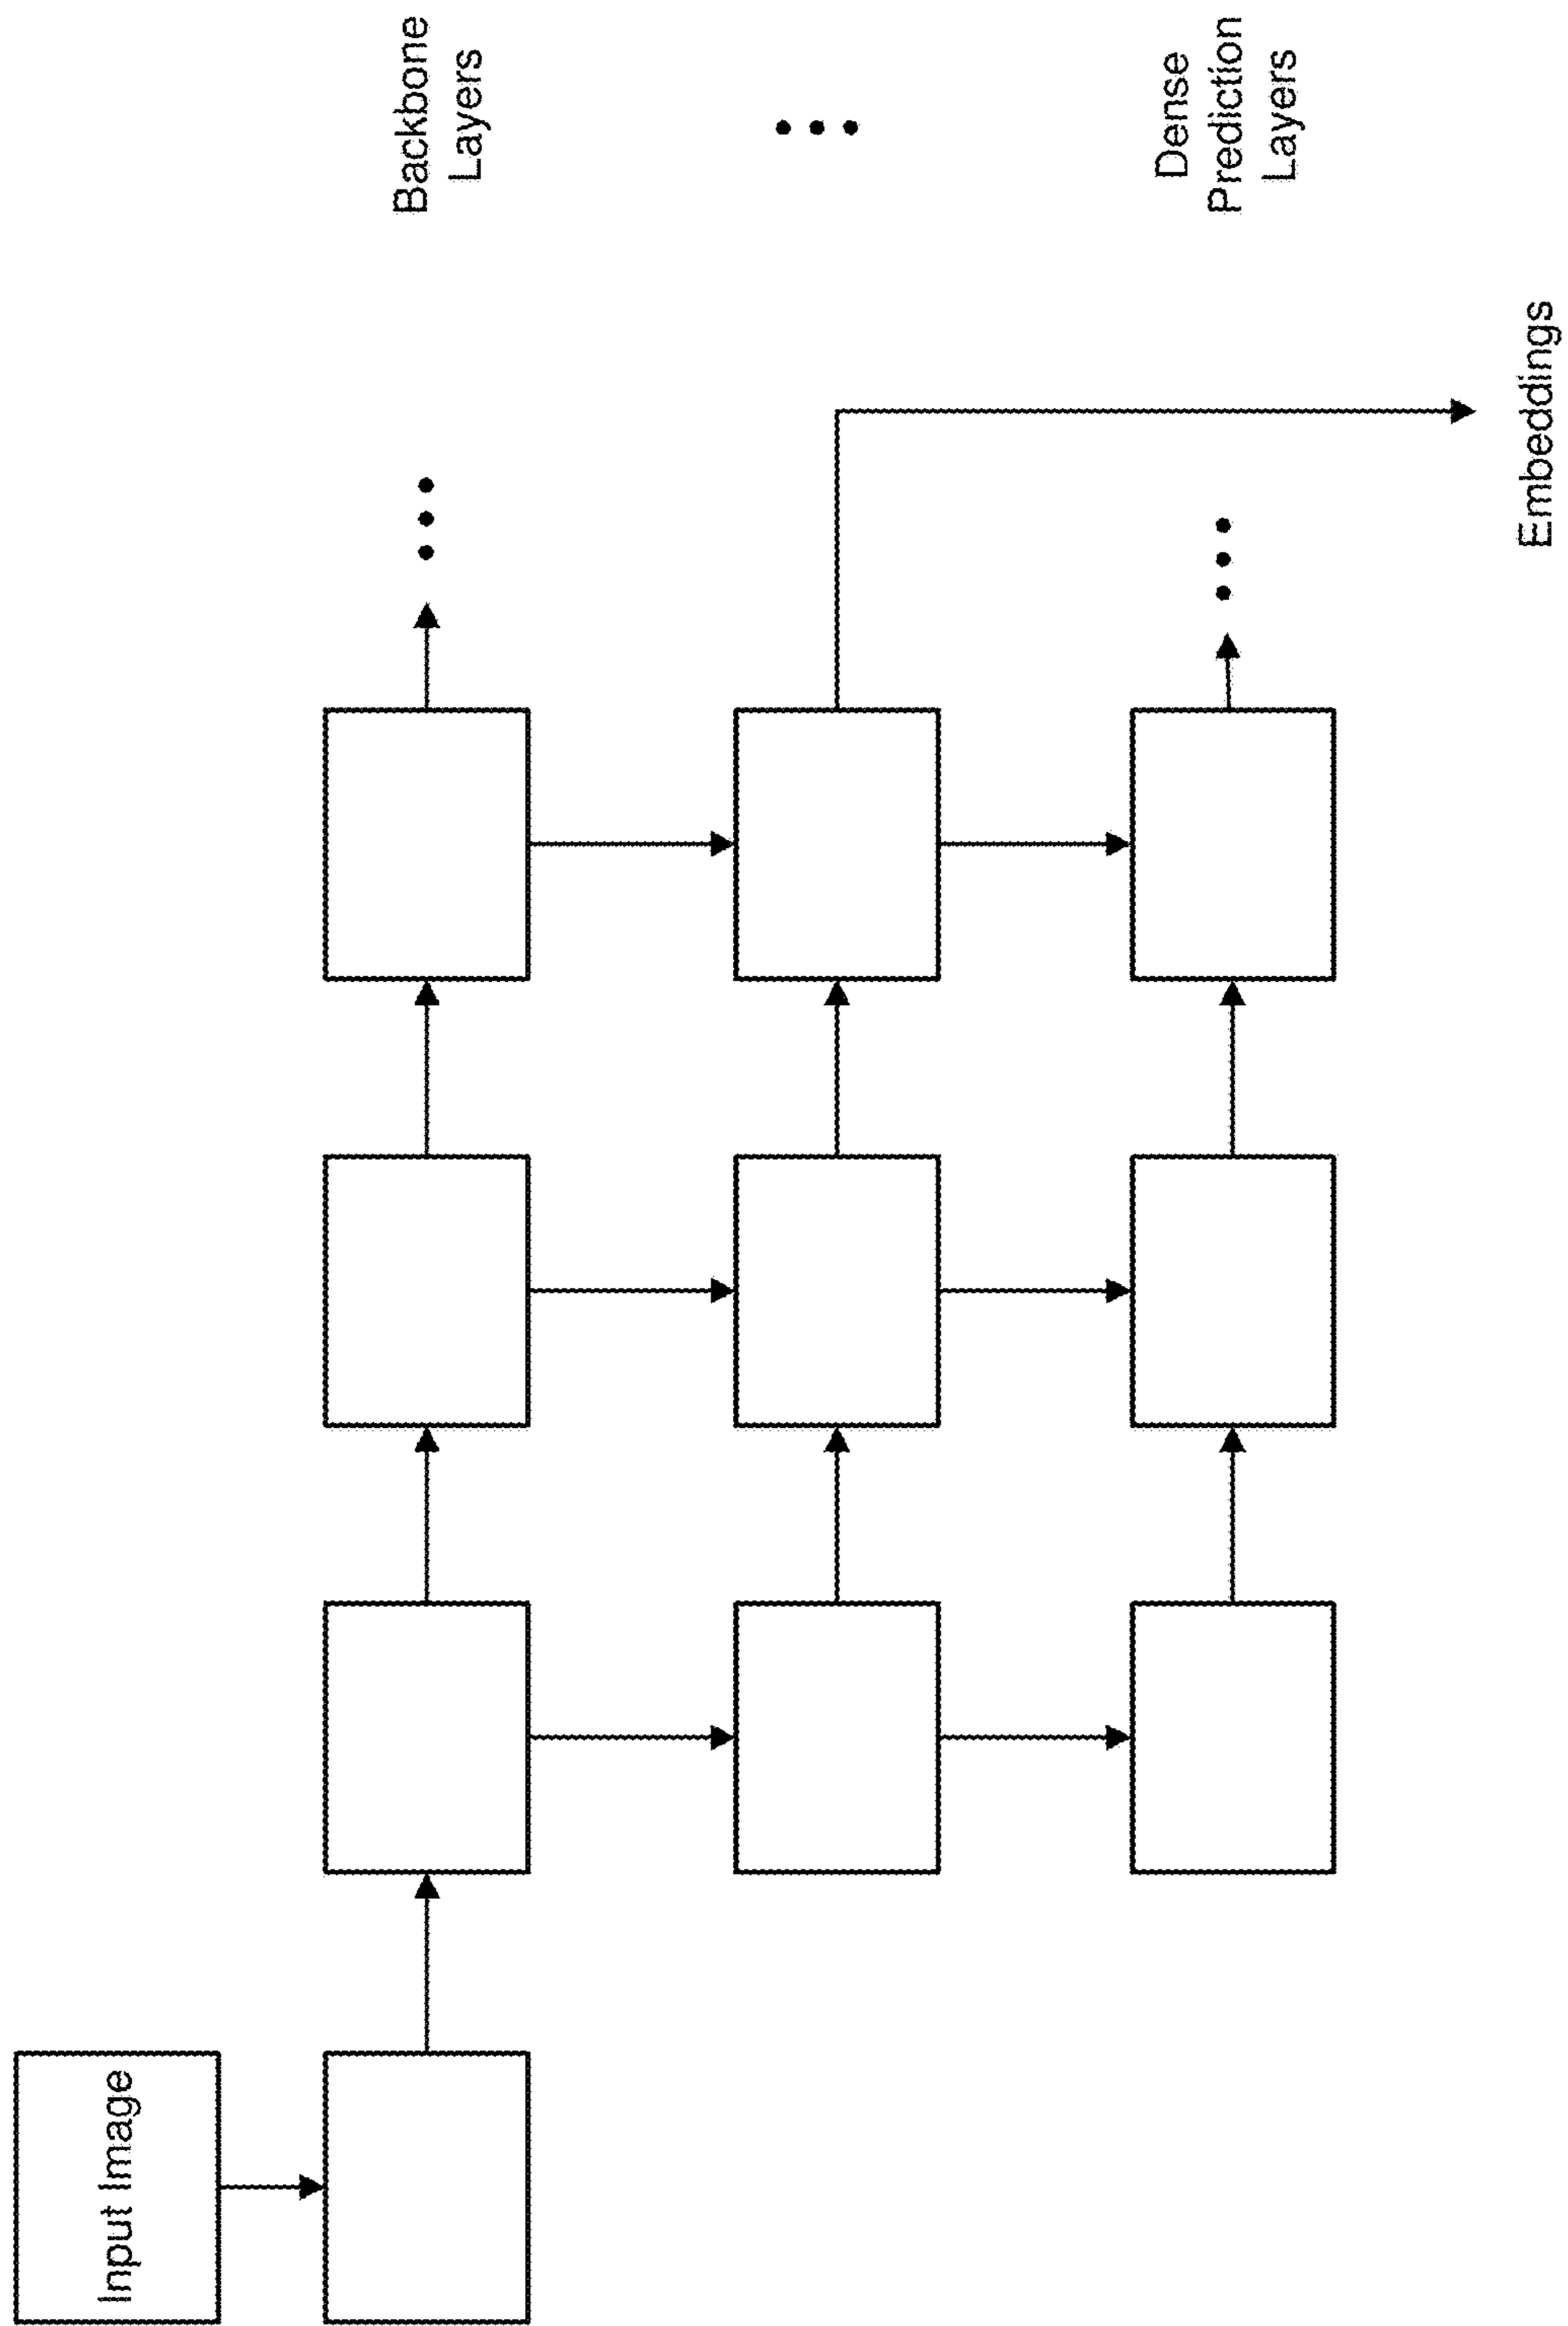 Input Image
Backbone
Layers
Dense
Prediction
Layers
Embeddings